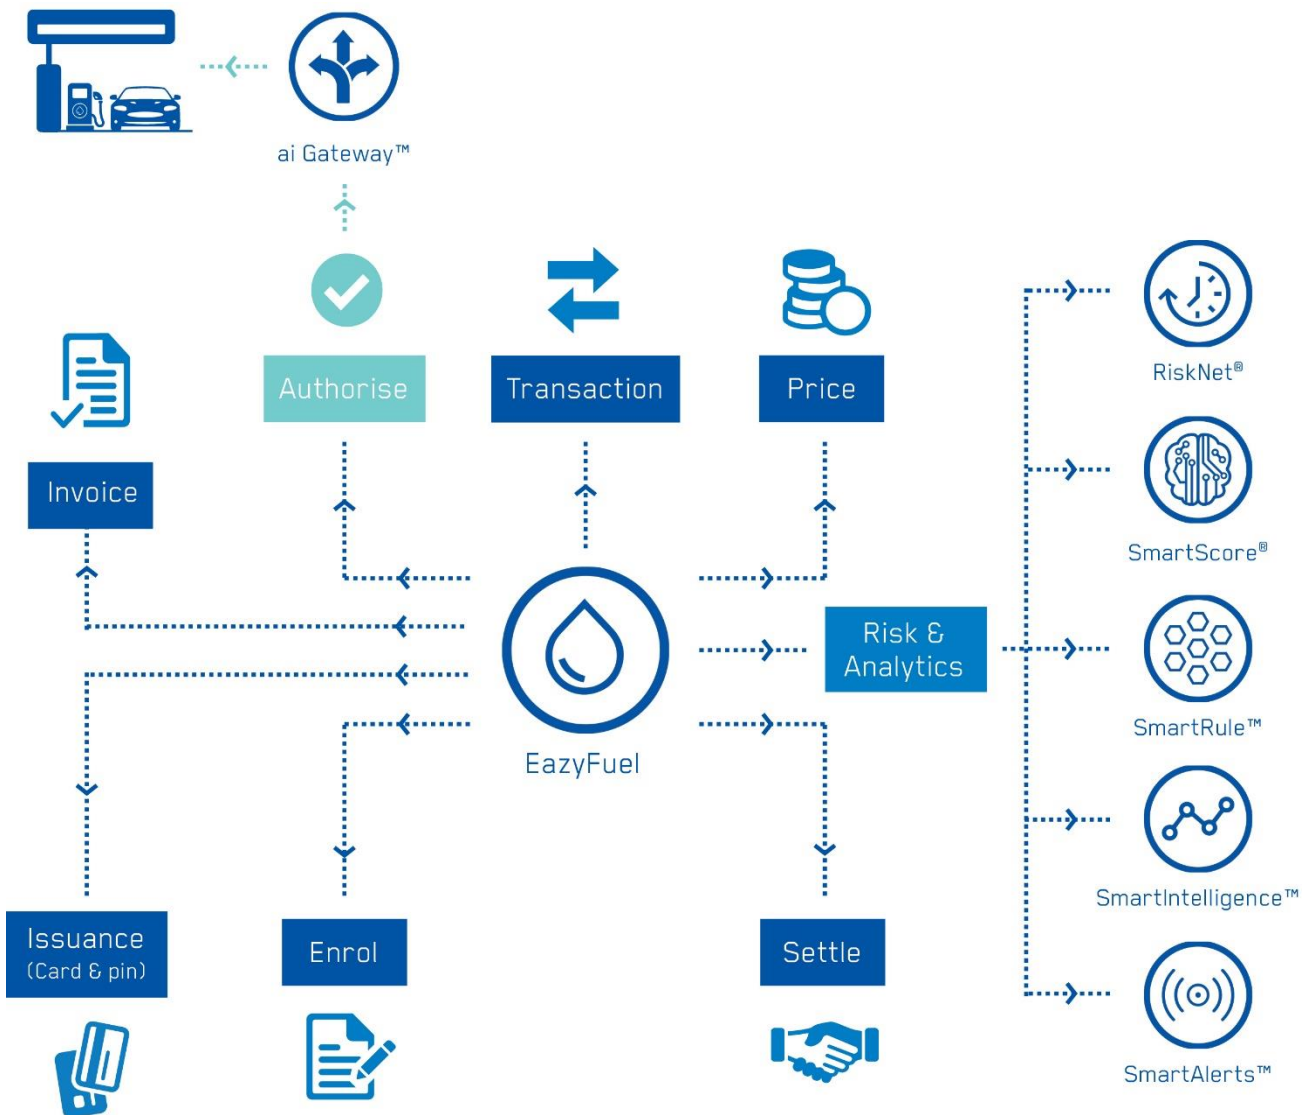 ai Gateway™
Authorise
Transaction
Price
RiskNet®
Invoice
SmartScore®
Risk &
Analytics
SmartRule™
EazyFuel
SmartIntelligence™
Issuance
(Card & pin)
Enrol
Settle
SmartAlerts™